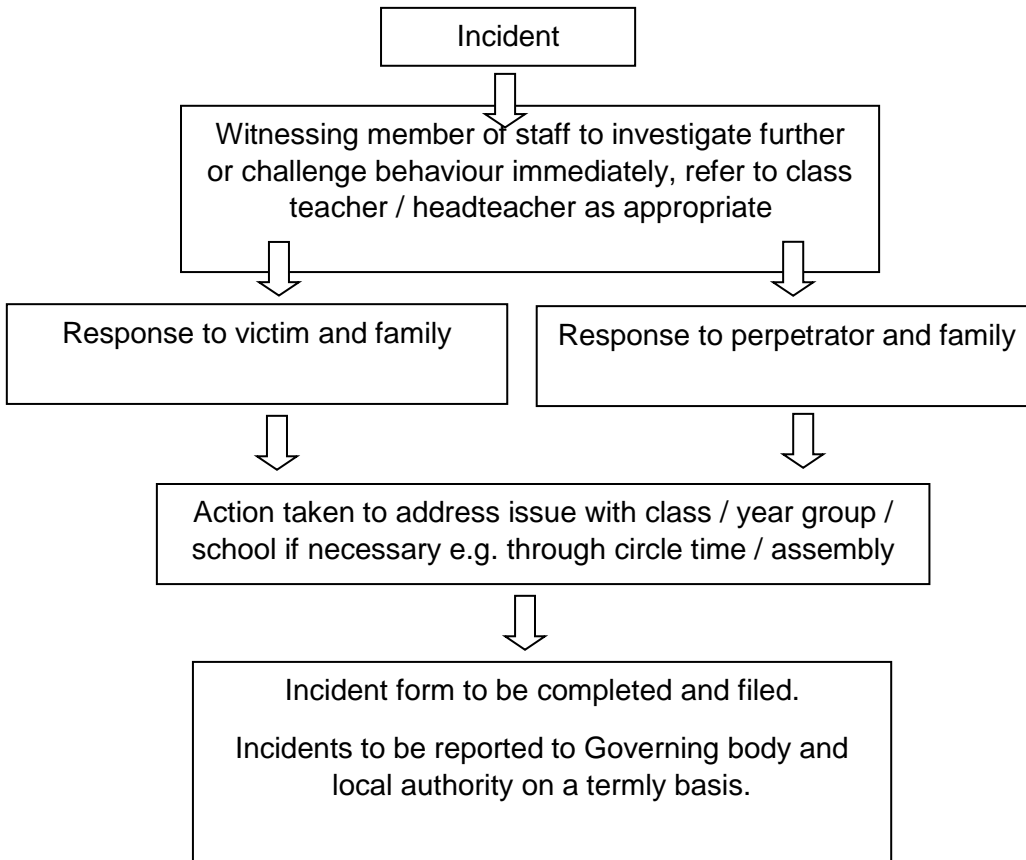 Incident
Witnessing member of staff to investigate further
or challenge behaviour immediately, refer to class
teacher / headteacher as appropriate
Response to victim and family
Response to perpetrator and family
Action taken to address issue with class / year group /
school if necessary e.g. through circle time / assembly
Incident form to be completed and filed.
Incidents to be reported to Governing body and
local authority on a termly basis.